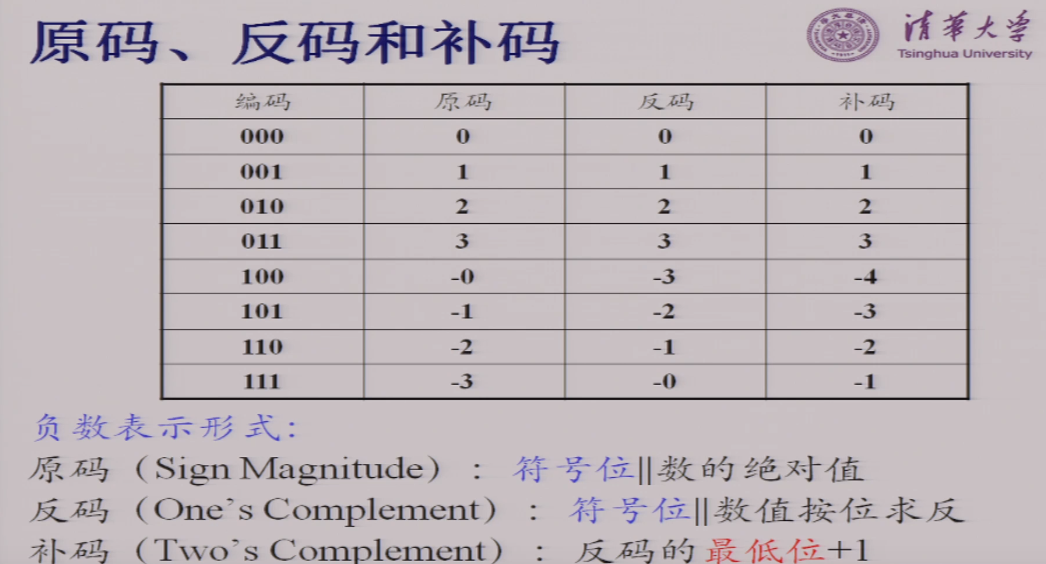 原码、反码和补码
清华大学
Tsinghua University
编码 原码 反码 补码
000 0 0 0
001 1 1 1
010 2 2 2
011 3 3 3
100 -0 -3 -4
101 -1 -2 -3
110 -2 -1 -2
111 -3 -0 -1
负数表示形式:
原码（Sign Magnitude）：符号位||数的绝对值
反码（One’s Complement）：符号位||数值按位求反
补码（Two’s Complement）：反码的最低位+1